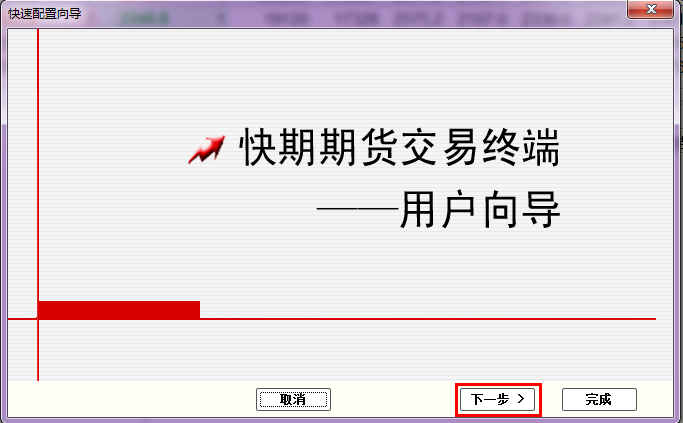 快速配置向导
快期期货交易终端
——用户向导
取消
下一步 >
完成